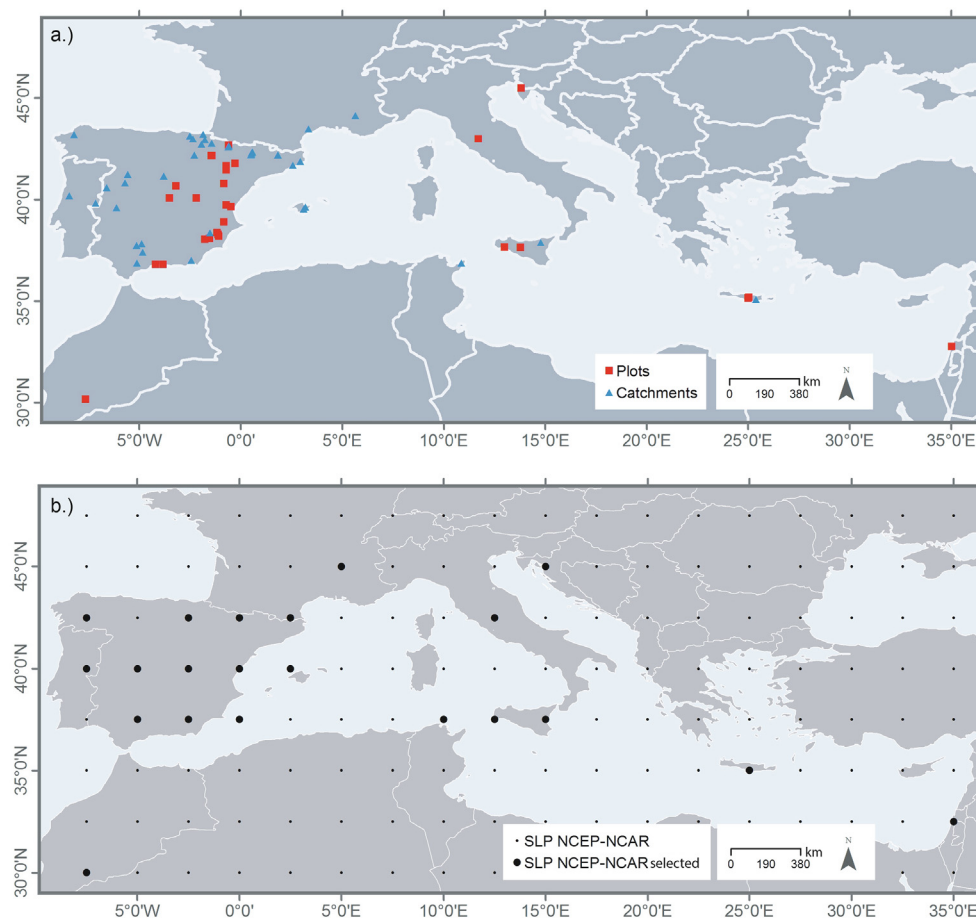 a.)
45°0'N
40°0'N
35°0'N
30°0'N
Plots
Catchments
N
km
0 190 380
5°0'W 0°0' 5°0'E 10°0'E 15°0'E 20°0'E 25°0'E 30°0'E 35°0'E
b.)
45°0'N
40°0'N
35°0'N
30°0'N
SLP NCEP-NCAR
SLP NCEP-NCAR selected
N
km
0 190 380
5°0'W 0°0' 5°0'E 10°0'E 15°0'E 20°0'E 25°0'E 30°0'E 35°0'E